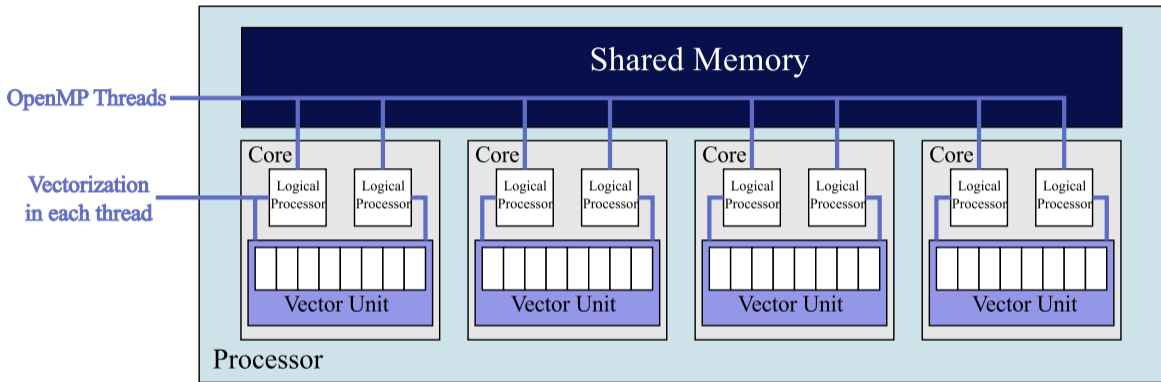 Shared Memory
OpenMP Threads
Core
Core
Core
Core
Vectorization
in each thread
Logical
Processor
Logical
Processor
Logical
Processor
Logical
Processor
Logical
Processor
Logical
Processor
Logical
Processor
Logical
Processor
Vector Unit
Vector Unit
Vector Unit
Vector Unit
Processor